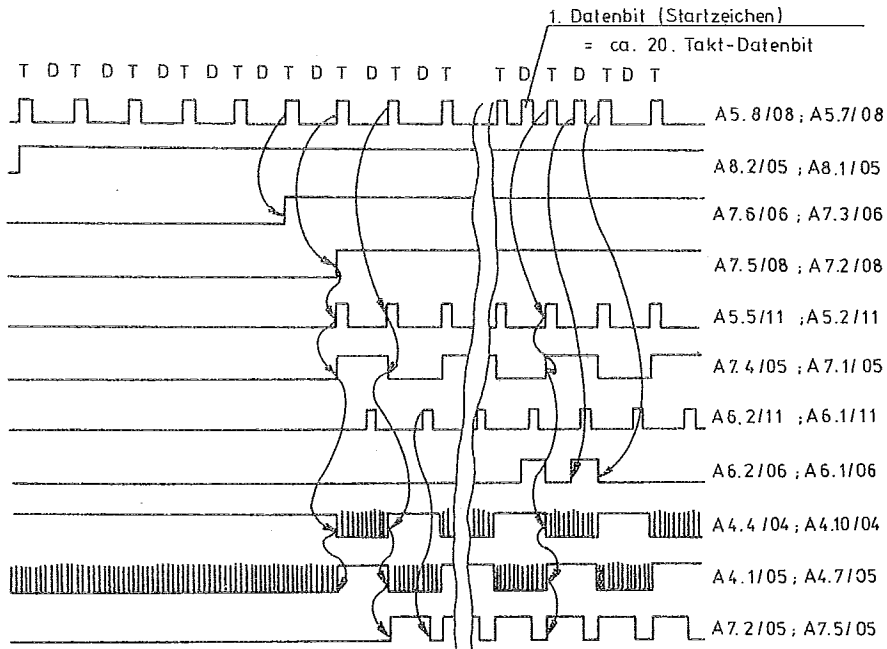 1. Datenbit (Startzeichen)
= ca. 20. Takt-Datenbit
T D T D T D T D T D T D T D T D T T D T D T D T
A5.8/08 ; A5.7/08
A8.2/05 ; A8.1/05
A7.6/06 ; A7.3/06
A7.5/08 ; A7.2/08
A5.5/11 ; A5.2/11
A7.4/05 ; A7.1/05
A6.2/11 ; A6.1/11
A6.2/06 ; A6.1/06
A4.4/04 ; A4.10/04
A4.1/05 ; A4.7/05
A7.2/05 ; A7.5/05